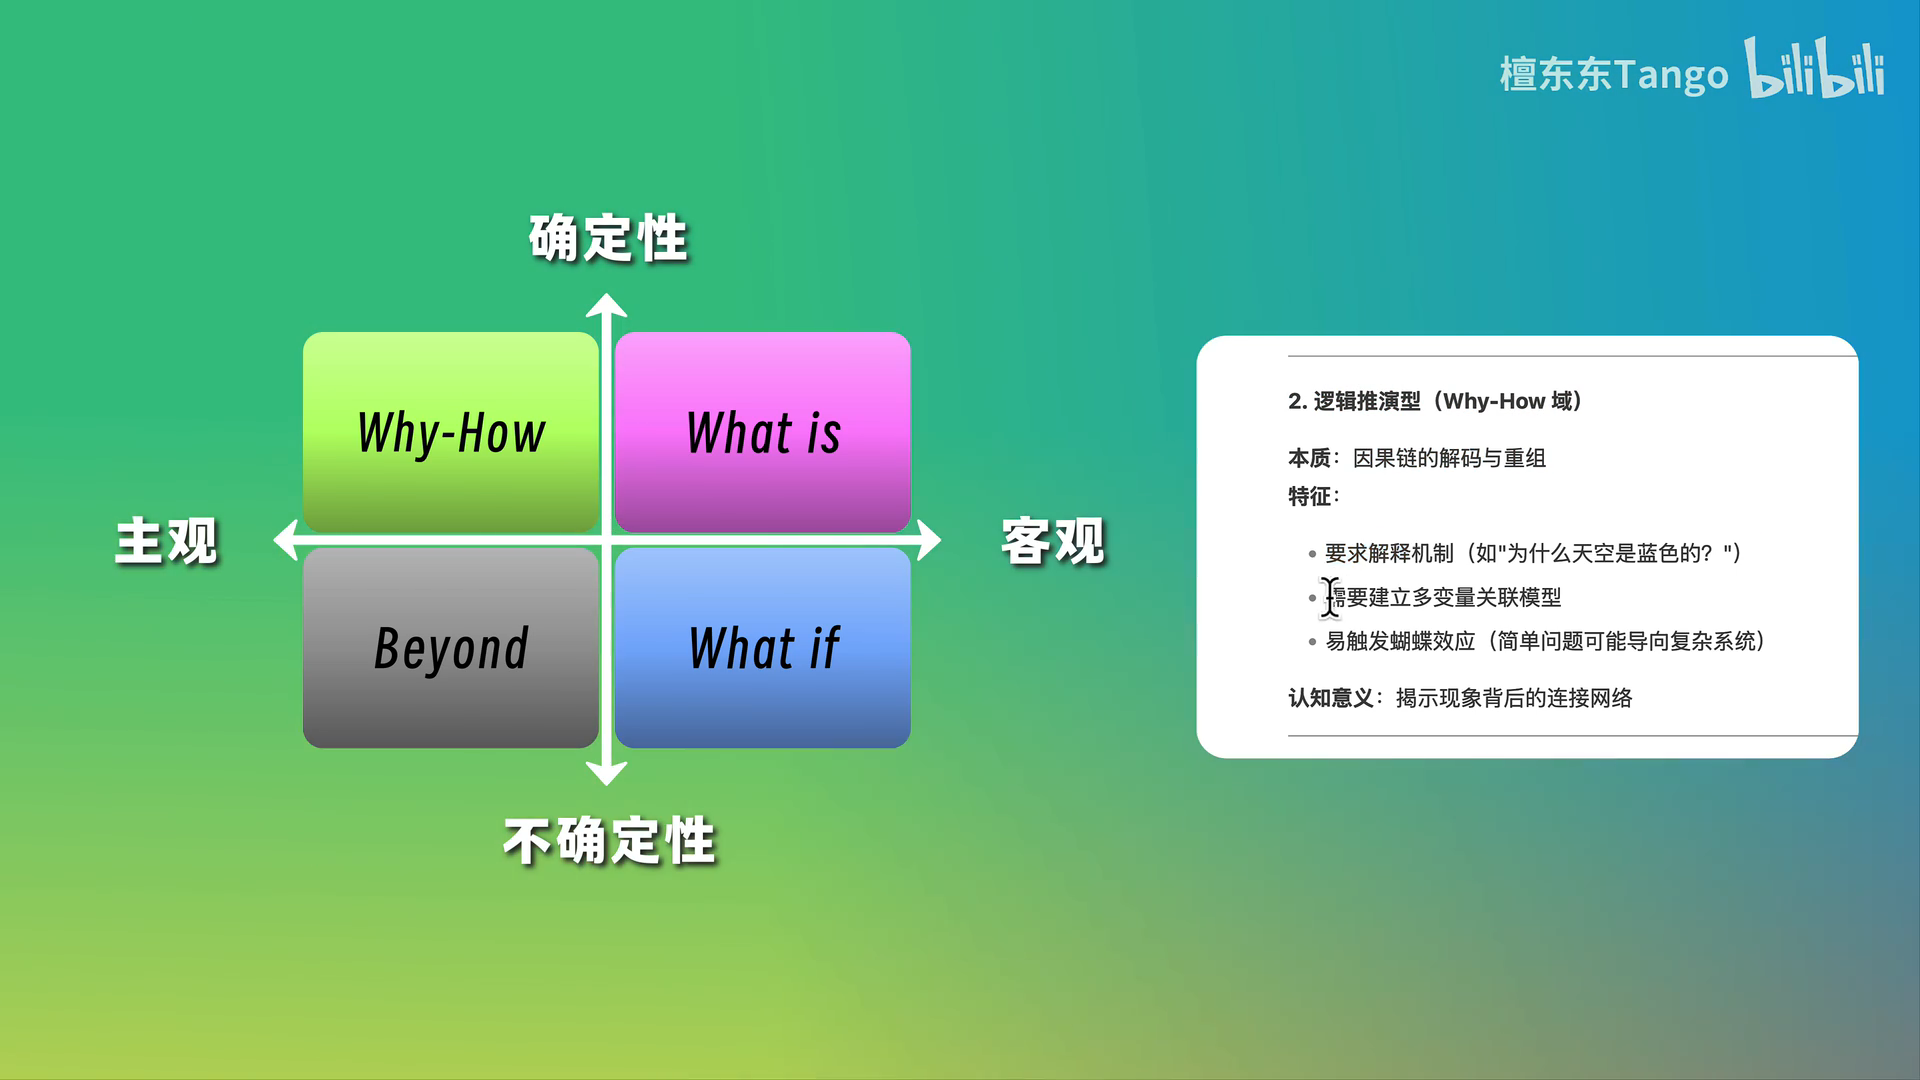 檀东东Tango bilibili
确定性
Why-How
What is
主观
客观
Beyond
What if
不确定性
2. 逻辑推演型（Why-How 域）
本质：因果链的解码与重组
特征：
• 要求解释机制（如"为什么天空是蓝色的？"）
• 需要建立多变量关联模型
• 易触发蝴蝶效应（简单问题可能导向复杂系统）
认知意义：揭示现象背后的连接网络